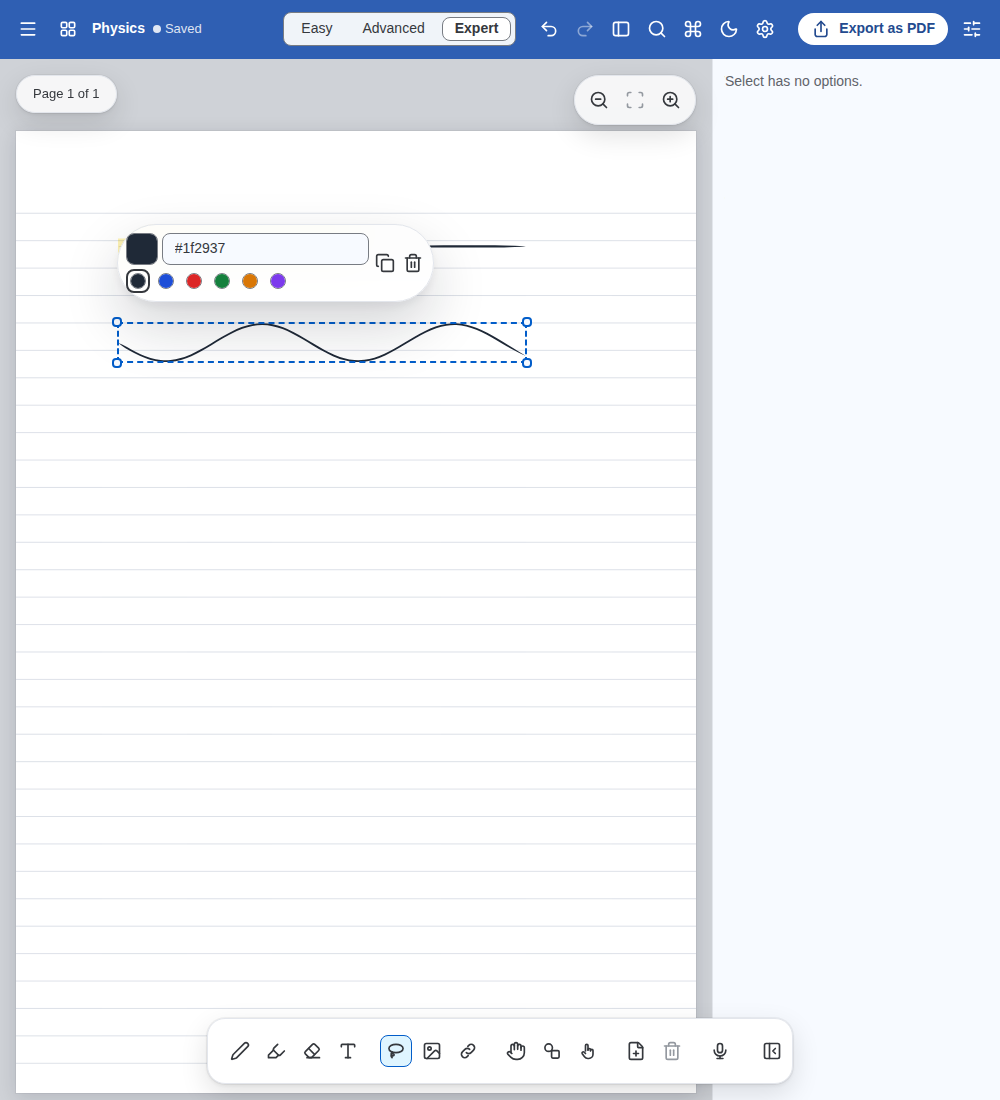 Physics Saved Easy Advanced Expert Export as PDF
Page 1 of 1
Select has no options.
#1f2937